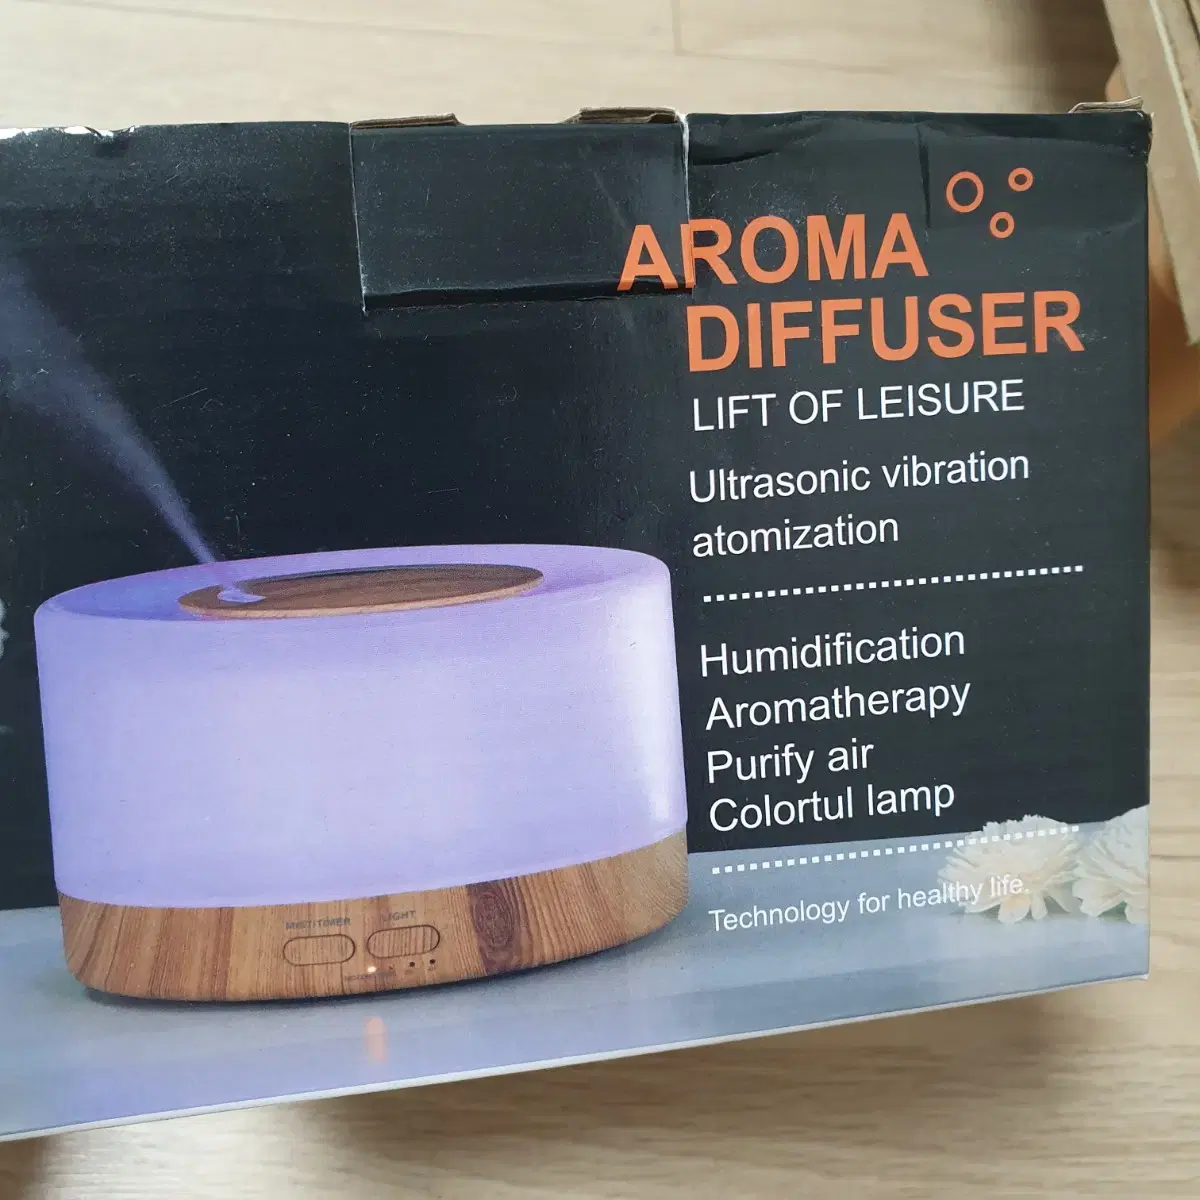 AROMA
DIFFUSER
LIFT OF LEISURE
Ultrasonic vibration
atomization
Humidification
Aromatherapy
Purify air
Colortul lamp
Technology for healthy life.
MIST/TIMER LIGHT